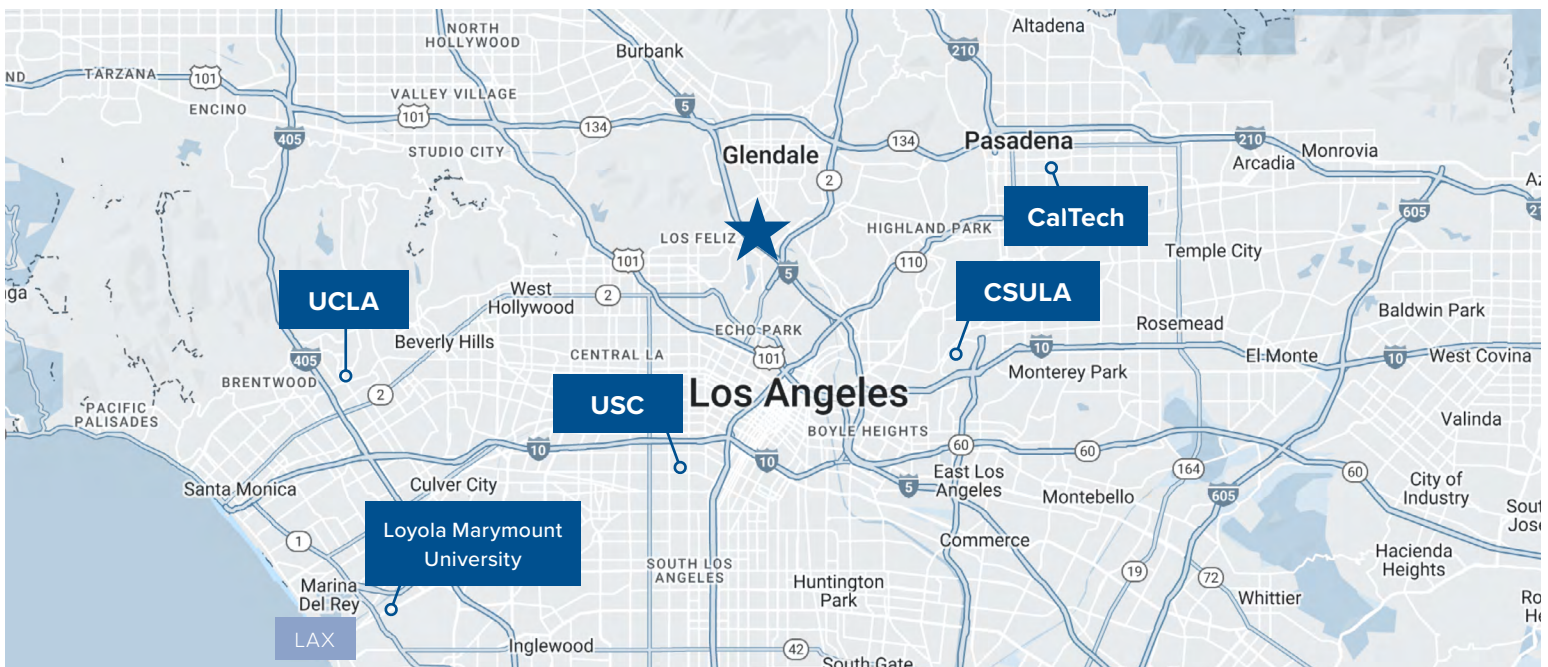 Altadena
NORTH
HOLLYWOOD
Burbank
210
ND
TARZANA
101
ENCINO
VALLEY VILLAGE
101
5
134
405
STUDIO CITY
134
Pasadena
210
Monrovia
Arcadia
Glendale
2
CalTech
605
LOS FELIZ
HIGHLAND PARK
Temple City
101
110
5
UCLA
West
Hollywood
2
CSULA
Baldwin Park
Rosemead
ECHO PARK
Beverly Hills
405
CENTRAL LA
101
10
El Monte
10
West Covina
BRENTWOOD
2
Monterey Park
USC
Los Angeles
PACIFIC
PALISADES
Valinda
BOYLE HEIGHTS
10
10
60
60
164
60
Santa Monica
Culver City
5
East Los
Angeles
Montebello
605
City of
Industry
Loyola Marymount
University
1
Commerce
SOUTH LOS
ANGELES
Hacienda
Heights
Marina
Del Rey
Huntington
Park
19
72
Whittier
LAX
Inglewood
42
South Gate